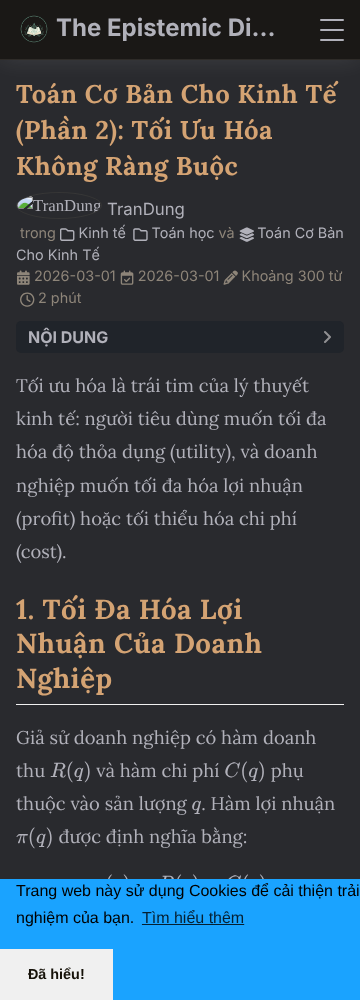 The Epistemic Di...
Toán Cơ Bản Cho Kinh Tế
(Phần 2): Tối Ưu Hóa
Không Ràng Buộc
TranDung TranDung
trong Kinh tế Toán học và Toán Cơ Bản
Cho Kinh Tế
2026-03-01 2026-03-01 Khoảng 300 từ
2 phút
NỘI DUNG
Tối ưu hóa là trái tim của lý thuyết
kinh tế: người tiêu dùng muốn tối đa
hóa độ thỏa dụng (utility), và doanh
nghiệp muốn tối đa hóa lợi nhuận
(profit) hoặc tối thiểu hóa chi phí
(cost).
1. Tối Đa Hóa Lợi
Nhuận Của Doanh
Nghiệp
Giả sử doanh nghiệp có hàm doanh
thu R(q) và hàm chi phí C(q) phụ
thuộc vào sản lượng q. Hàm lợi nhuận
π(q) được định nghĩa bằng:
Trang web này sử dụng Cookies để cải thiện trải
nghiệm của bạn. Tìm hiểu thêm
Đã hiểu!